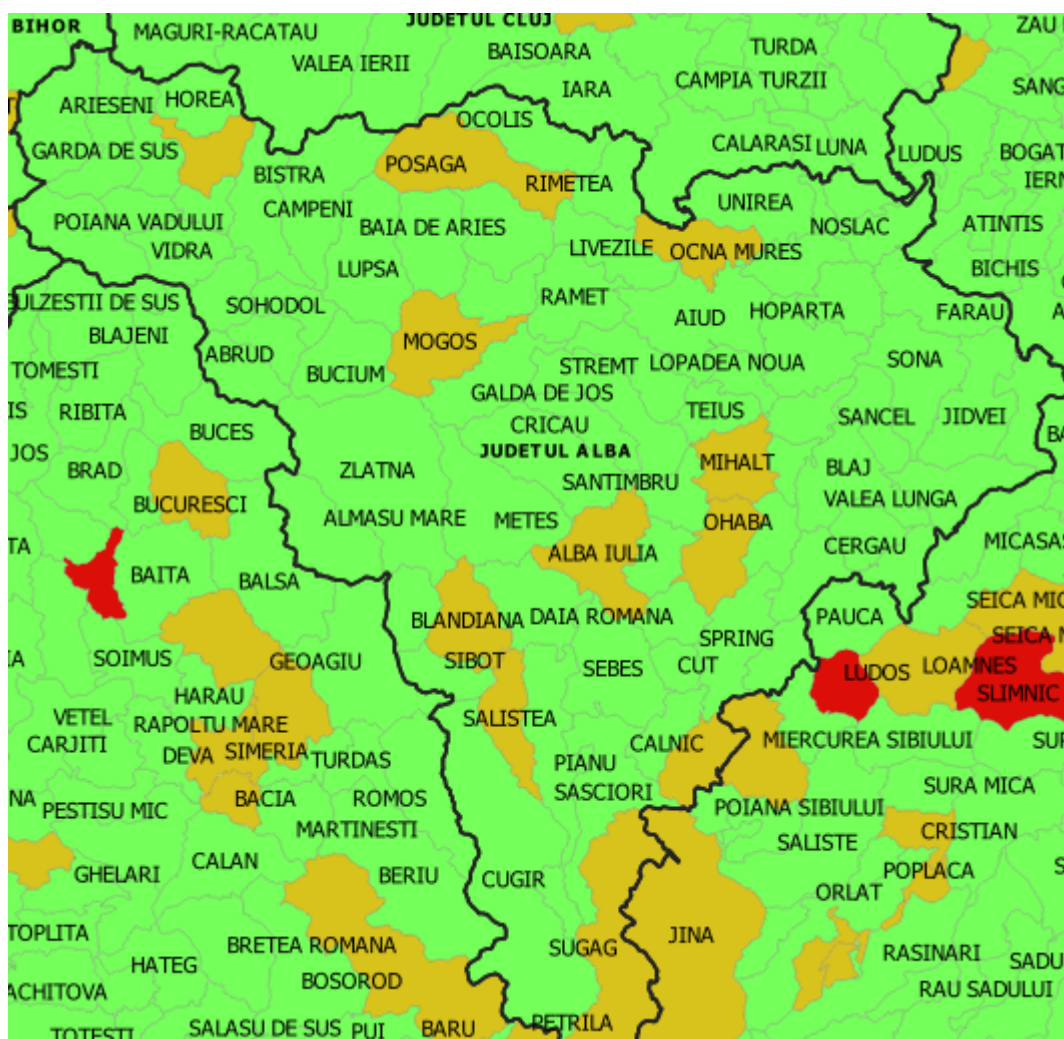 BIHOR
JUDETUL CLUJ
MAGURI-RACATAU
BAISOARA
TURDA
VALEA IERII
IARA
CAMPIA TURZII
ARIESENI
HOREA
OCOLIS
GARDA DE SUS
POSAGA
CALARASI
LUNA
LUDUS
BISTRA
RIMETEA
CAMPENI
UNIREA
POIANA VADULUI
BAIA DE ARIES
NOSLAC
ATINTIS
VIDRA
LIVEZILE
OCNA MURES
LUPSA
BICHIS
SOHODOL
RAMET
AIUD
HOPARTA
FARAU
BLAJENI
ABRUD
MOGOS
TOMESTI
BUCIUM
STREMT
LOPADEA NOUA
SONA
GALDA DE JOS
RIBITA
CRICAU
TEIUS
SANCEL
JIDVEI
BUCES
JUDETUL ALBA
JOS
BRAD
ZLATNA
MIHALT
BLAJ
BUCURESCI
SANTIMBRU
VALEA LUNGA
ALMASU MARE
METES
OHABA
ALBA IULIA
CERGAU
BAITA
BALSA
BLANDIANA
DAIA ROMANA
PAUCA
SPRING
SOIMUS
GEOAGIU
SIBOT
SEBES
CUT
LUDOS
LOAMNES
SLIMNIC
HARAU
VETEL
RAPOLTU MARE
SALISTEA
CARJITI
DEVA
SIMERIA
TURDAS
CALNIC
MIERCUREA SIBIULUI
PIANU
PESTISU MIC
BACIA
ROMOS
SASCIORI
POIANA SIBIULUI
SURA MICA
MARTINESTI
SALISTE
CRISTIAN
GHELARI
CALAN
BERIU
CUGIR
POPLACA
ORLAT
TOPLITA
BRETEA ROMANA
SUGAG
JINA
RASINARI
HATEG
BOSOROD
RAU SADULUI
TOTESTI
SALASU DE SUS
PUI
BARU
PETRILA